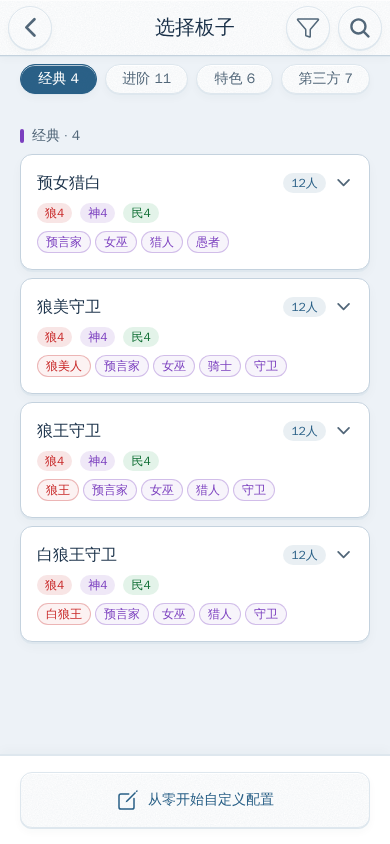 选择板子
经典 4 进阶 11 特色 6 第三方 7
经典 · 4
预女猎白 12人
狼4 神4 民4
预言家 女巫 猎人 愚者
狼美守卫 12人
狼4 神4 民4
狼美人 预言家 女巫 骑士 守卫
狼王守卫 12人
狼4 神4 民4
狼王 预言家 女巫 猎人 守卫
白狼王守卫 12人
狼4 神4 民4
白狼王 预言家 女巫 猎人 守卫
从零开始自定义配置